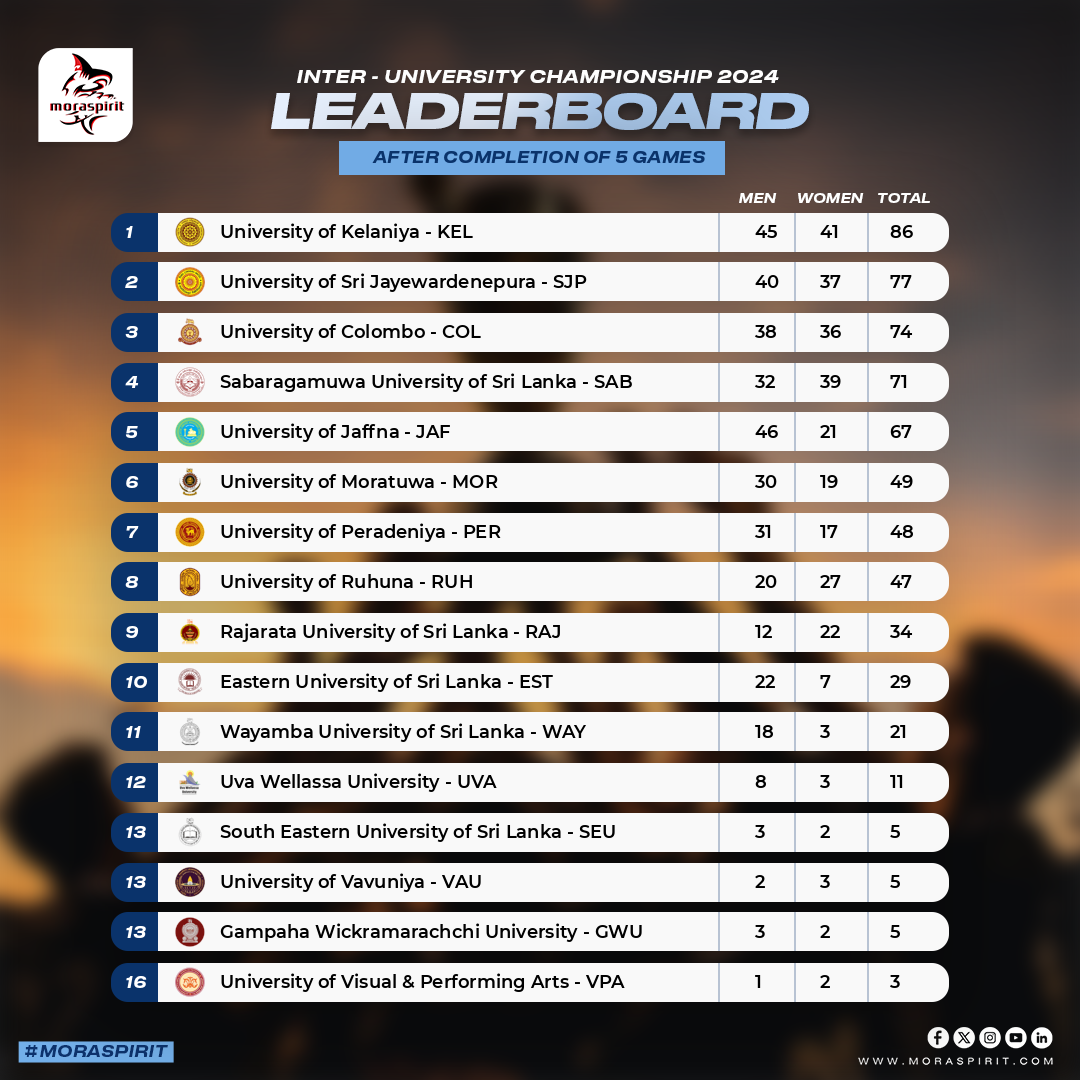 moraspirit
INTER - UNIVERSITY CHAMPIONSHIP 2024
LEADERBOARD
AFTER COMPLETION OF 5 GAMES
MEN WOMEN TOTAL
1 University of Kelaniya - KEL 45 41 86
2 University of Sri Jayewardenepura - SJP 40 37 77
3 University of Colombo - COL 38 36 74
4 Sabaragamuwa University of Sri Lanka - SAB 32 39 71
5 University of Jaffna - JAF 46 21 67
6 University of Moratuwa - MOR 30 19 49
7 University of Peradeniya - PER 31 17 48
8 University of Ruhuna - RUH 20 27 47
9 Rajarata University of Sri Lanka - RAJ 12 22 34
10 Eastern University of Sri Lanka - EST 22 7 29
11 Wayamba University of Sri Lanka - WAY 18 3 21
12 Uva Wellassa University - UVA 8 3 11
13 South Eastern University of Sri Lanka - SEU 3 2 5
13 University of Vavuniya - VAU 2 3 5
13 Gampaha Wickramarachchi University - GWU 3 2 5
16 University of Visual & Performing Arts - VPA 1 2 3
#MORASPIRIT
WWW.MORASPIRIT.COM